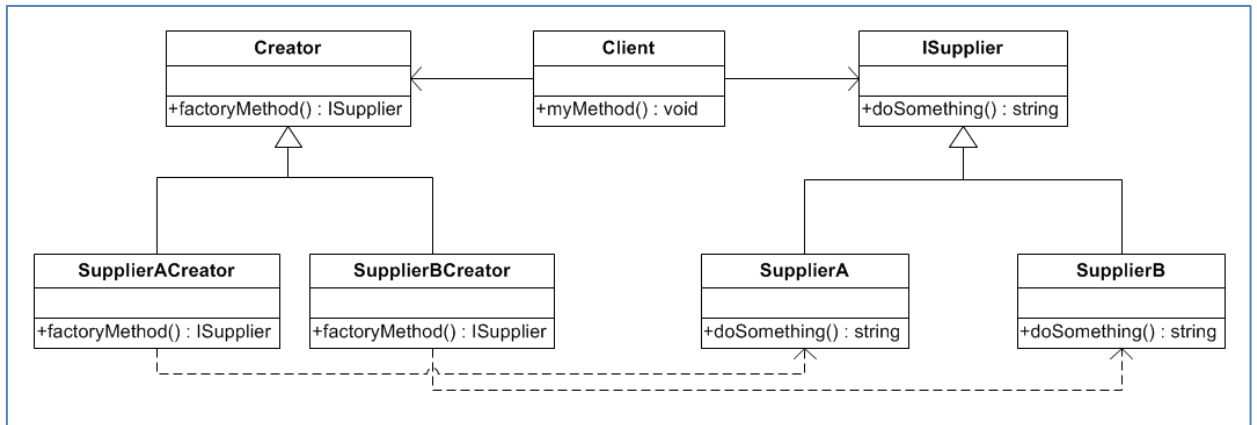 Creator
+factoryMethod() : ISupplier
Client
+myMethod() : void
ISupplier
+doSomething() : string
SupplierACreator
+factoryMethod() : ISupplier
SupplierBCreator
+factoryMethod() : ISupplier
SupplierA
+doSomething() : string
SupplierB
+doSomething() : string